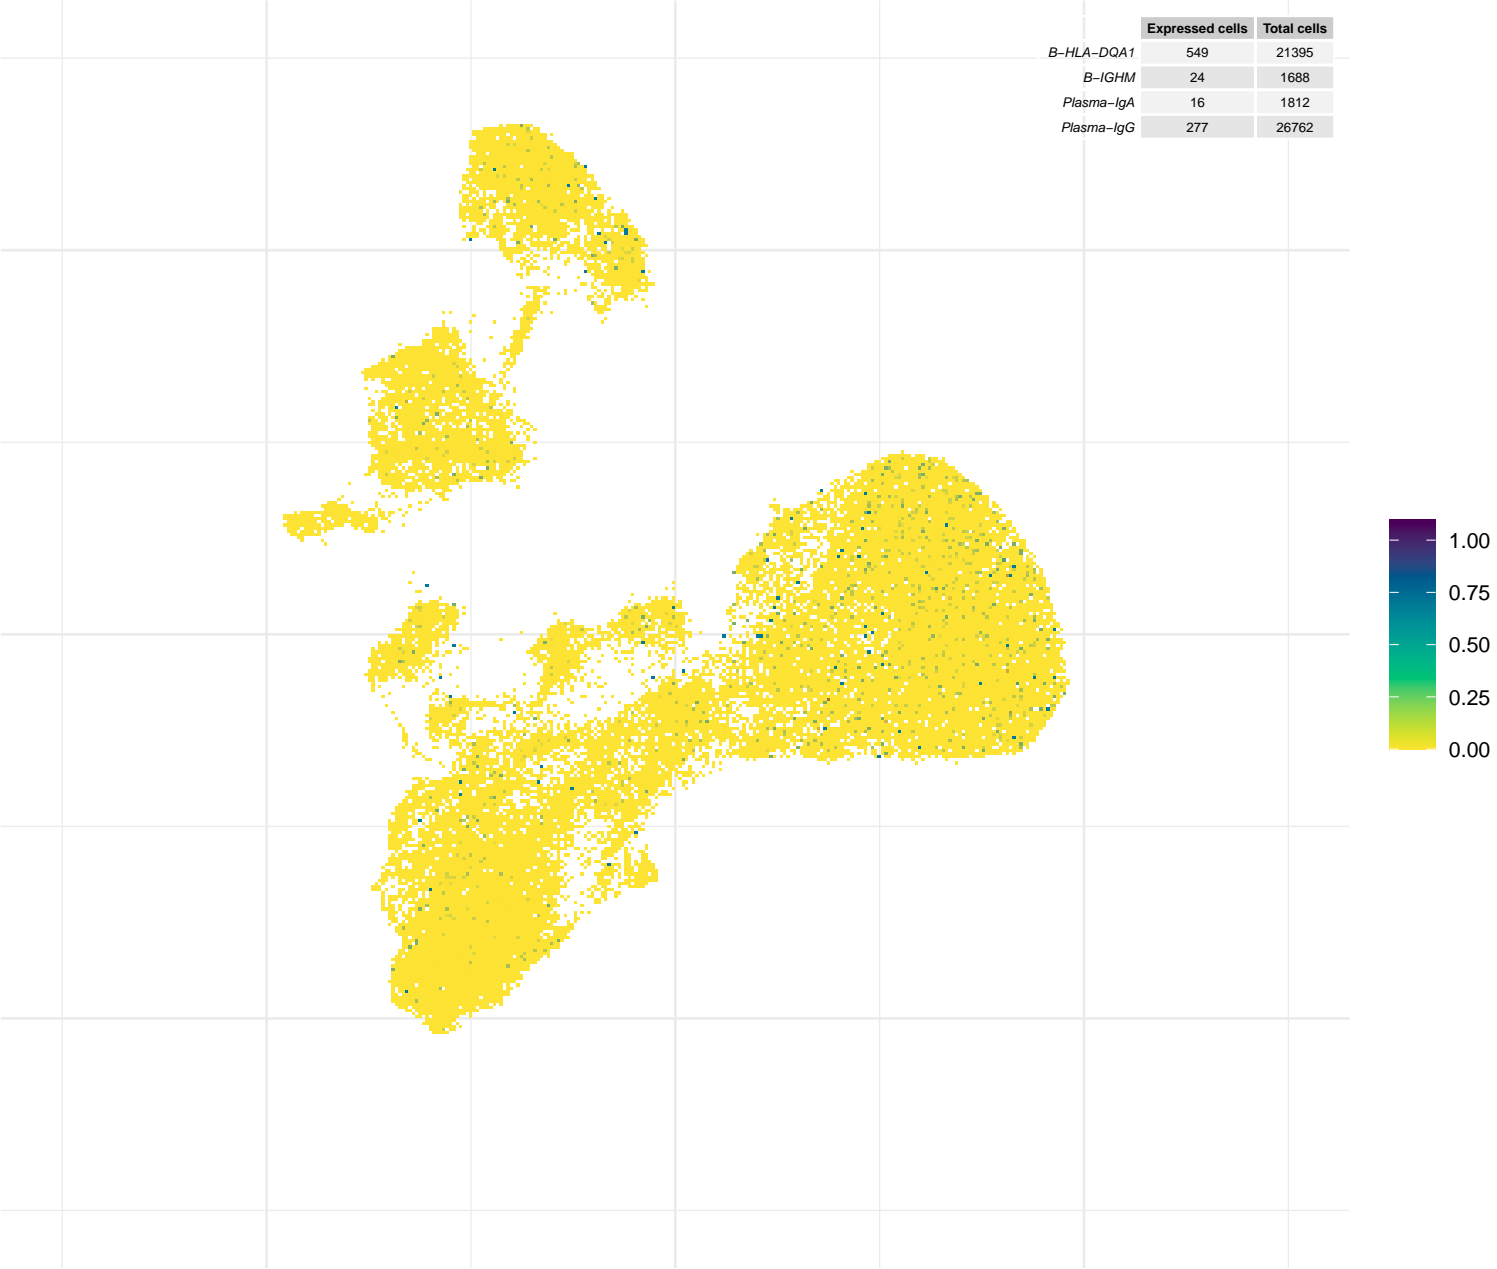 Expressed cells Total cells
B−HLA−DQA1 549 21395
B−IGHM 24 1688
Plasma−IgA 16 1812
Plasma−IgG 277 26762
1.00
0.75
0.50
0.25
0.00